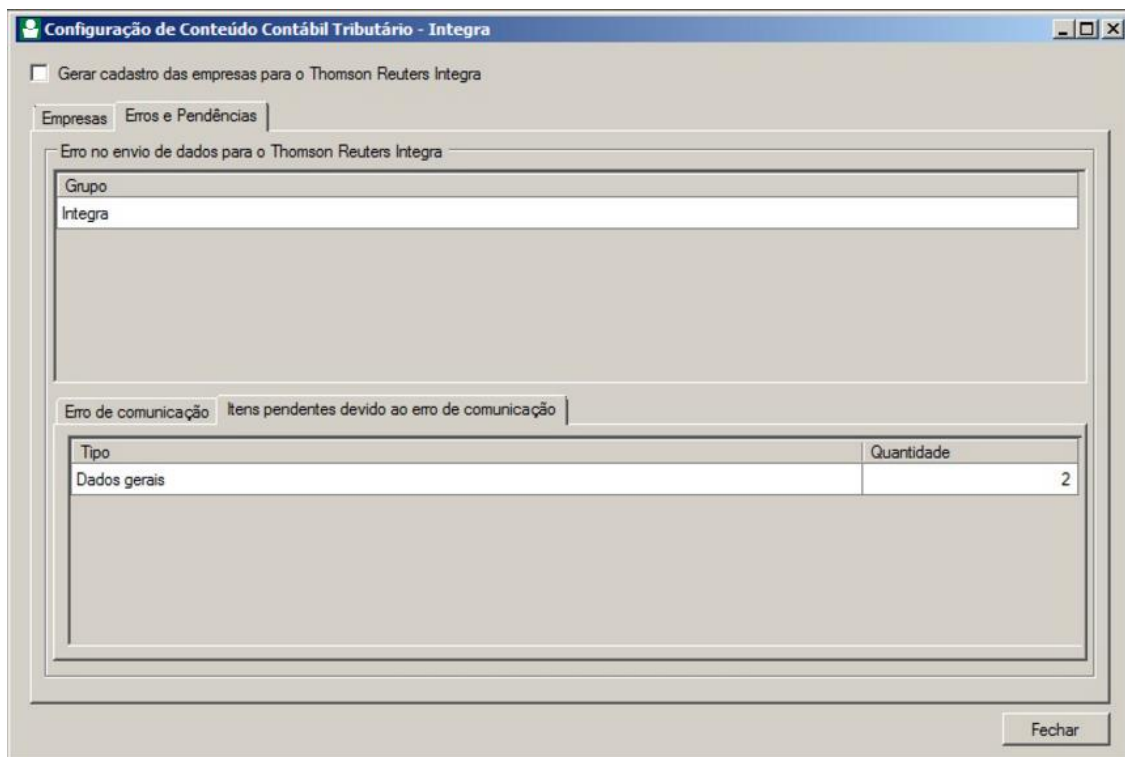 Configuração de Conteúdo Contábil Tributário - Integra
Gerar cadastro das empresas para o Thomson Reuters Integra
Empresas Erros e Pendências
Erro no envio de dados para o Thomson Reuters Integra
Grupo
Integra
Erro de comunicação Itens pendentes devido ao erro de comunicação
Tipo Quantidade
Dados gerais 2
Fechar